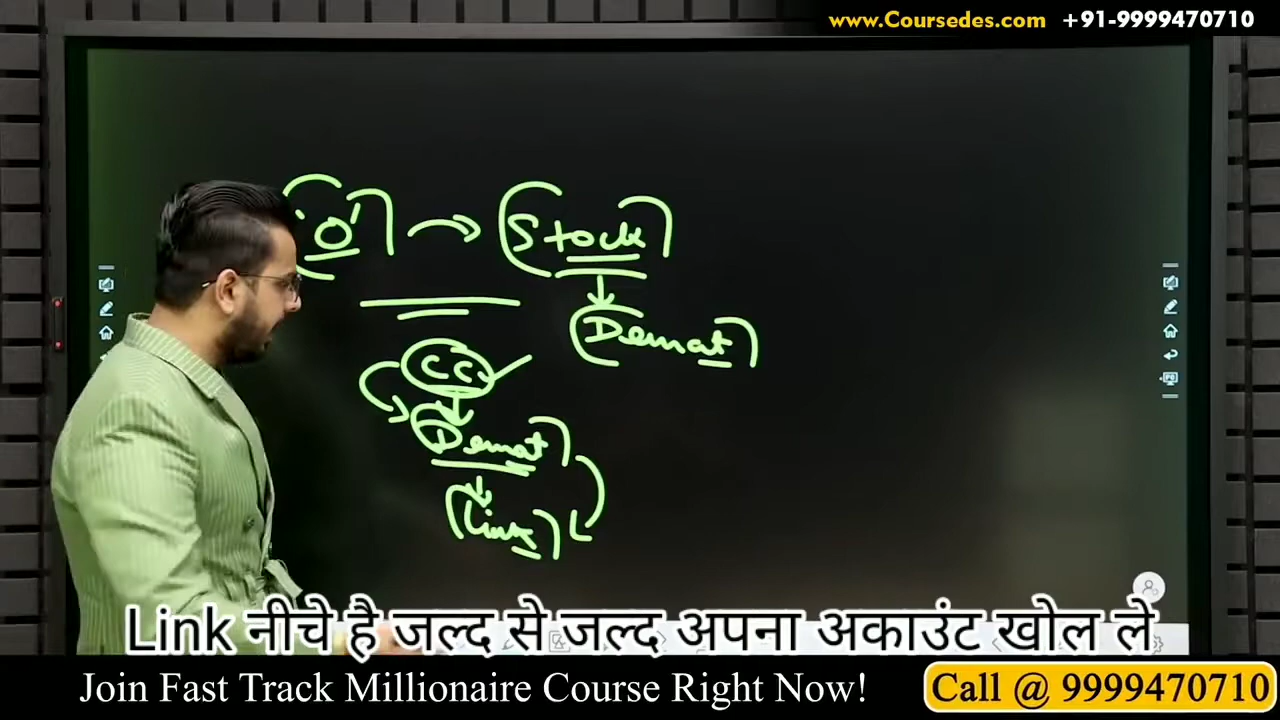 www.Coursedes.com +91-9999470710
'0' → Stock
Demat
CC.
Demat
Link
Link नीचे है जल्द से जल्द अपना अकाउंट खोल ले
Join Fast Track Millionaire Course Right Now!
Call @ 9999470710